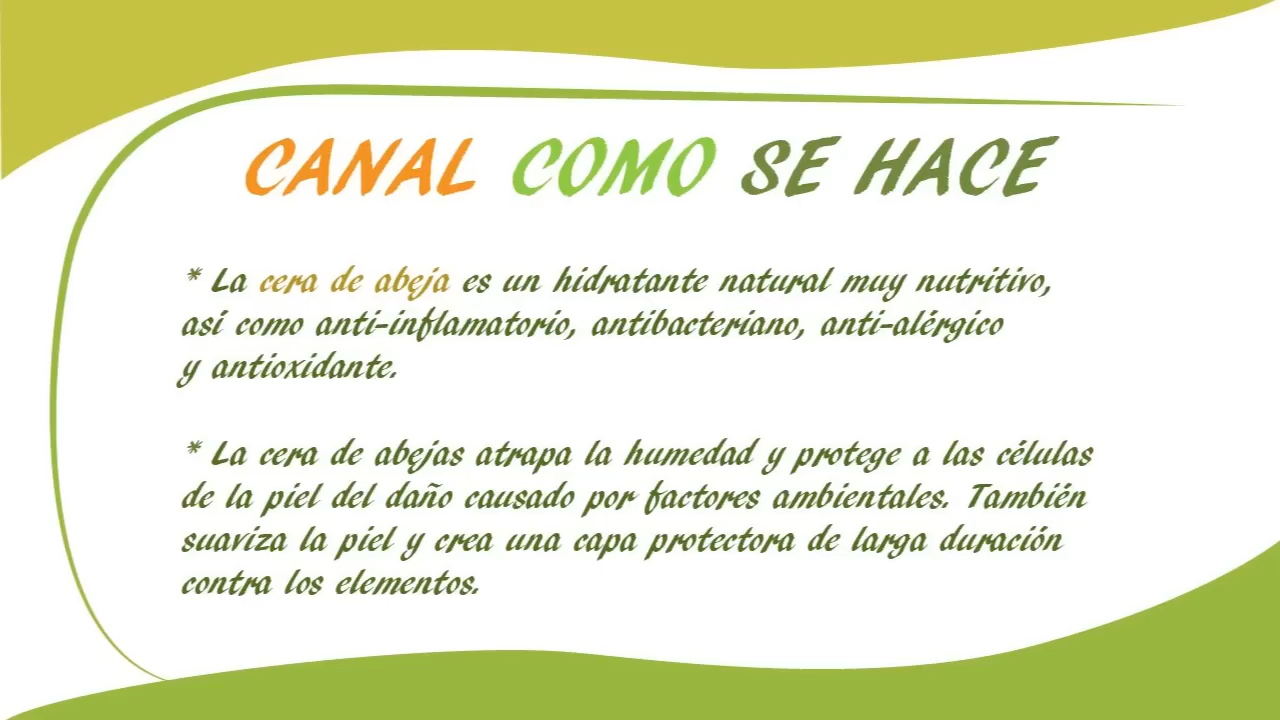 CANAL COMO SE HACE
* La cera de abeja es un hidratante natural muy nutritivo,
así como anti-inflamatorio, antibacteriano, anti-alérgico
y antioxidante.
* La cera de abejas atrapa la humedad y protege a las células
de la piel del daño causado por factores ambientales. También
suaviza la piel y crea una capa protectora de larga duración
contra los elementos.